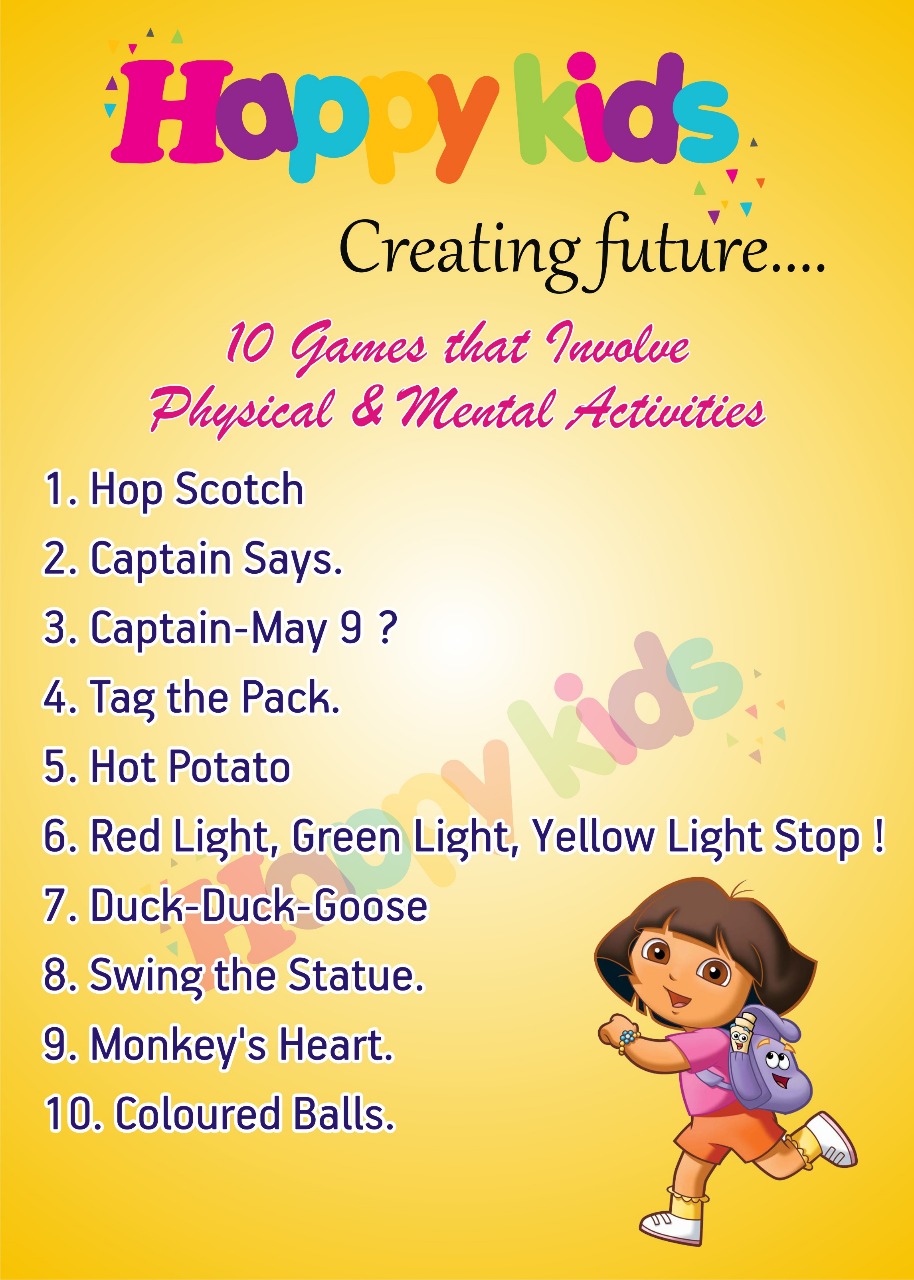 Happy kids
Creating future....
10 Games that Involve
Physical & Mental Activities
1. Hop Scotch
2. Captain Says.
3. Captain-May 9 ?
4. Tag the Pack.
5. Hot Potato
6. Red Light, Green Light, Yellow Light Stop !
7. Duck-Duck-Goose
8. Swing the Statue.
9. Monkey's Heart.
10. Coloured Balls.
Happy kids